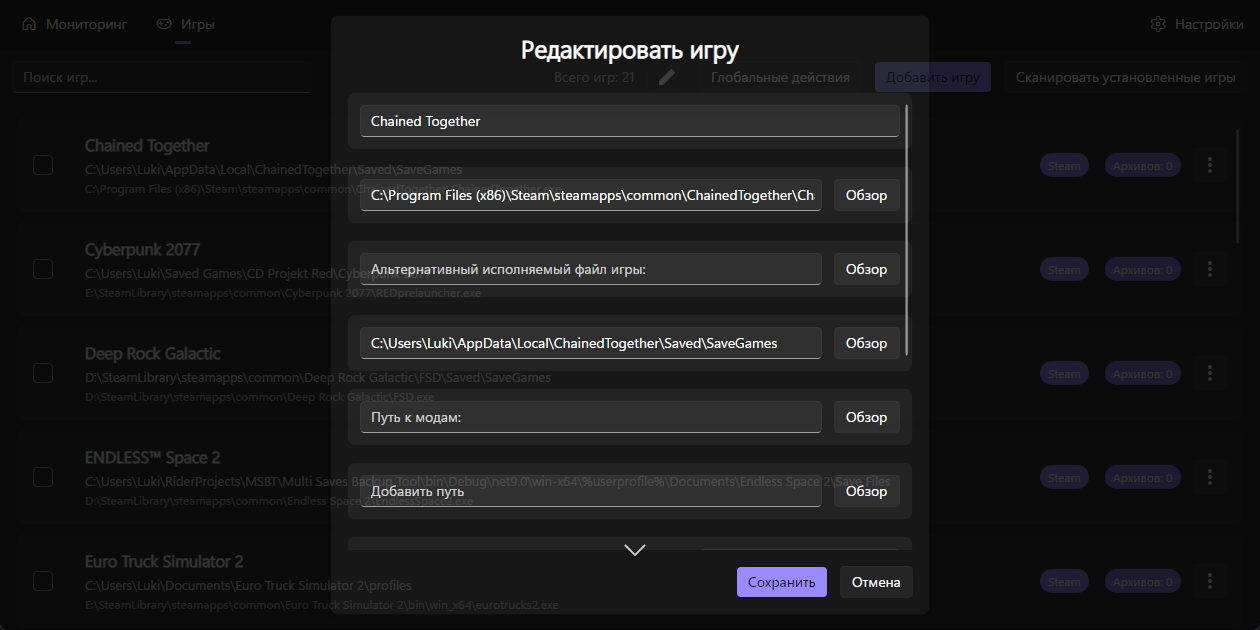 Мониторинг
Игры
Настройки
Редактировать игру
Поиск игр...
Всего игр: 21
Глобальные действия
Добавить игру
Сканировать установленные игры
Chained Together
C:\Users\Luki\AppData\Local\ChainedTogether\Saved\SaveGames
C:\Program Files (x86)\Steam\steamapps\common\ChainedTogether\ChainedTogether.exe
Steam
Архивов: 0
Cyberpunk 2077
C:\Users\Luki\Saved Games\CD Projekt Red\Cyberpunk 2077
E:\SteamLibrary\steamapps\common\Cyberpunk 2077\REDprelauncher.exe
Steam
Архивов: 0
Deep Rock Galactic
D:\SteamLibrary\steamapps\common\Deep Rock Galactic\FSD\Saved\SaveGames
D:\SteamLibrary\steamapps\common\Deep Rock Galactic\FSD.exe
Steam
Архивов: 0
ENDLESS™ Space 2
C:\Users\Luki\RiderProjects\MSBT\Multi Saves Backup Tool\bin\Debug\net9.0\win-x64\%userprofile%\Documents\Endless Space 2\Save Files
D:\SteamLibrary\steamapps\common\Endless Space 2\EndlessSpace2.exe
Steam
Архивов: 0
Euro Truck Simulator 2
C:\Users\Luki\Documents\Euro Truck Simulator 2\profiles
E:\SteamLibrary\steamapps\common\Euro Truck Simulator 2\bin\win_x64\eurotrucks2.exe
Steam
Архивов: 0
Chained Together
C:\Program Files (x86)\Steam\steamapps\common\ChainedTogether\Cha
Обзор
Альтернативный исполняемый файл игры:
Обзор
C:\Users\Luki\AppData\Local\ChainedTogether\Saved\SaveGames
Обзор
Путь к модам:
Обзор
Добавить путь
Обзор
Сохранить
Отмена